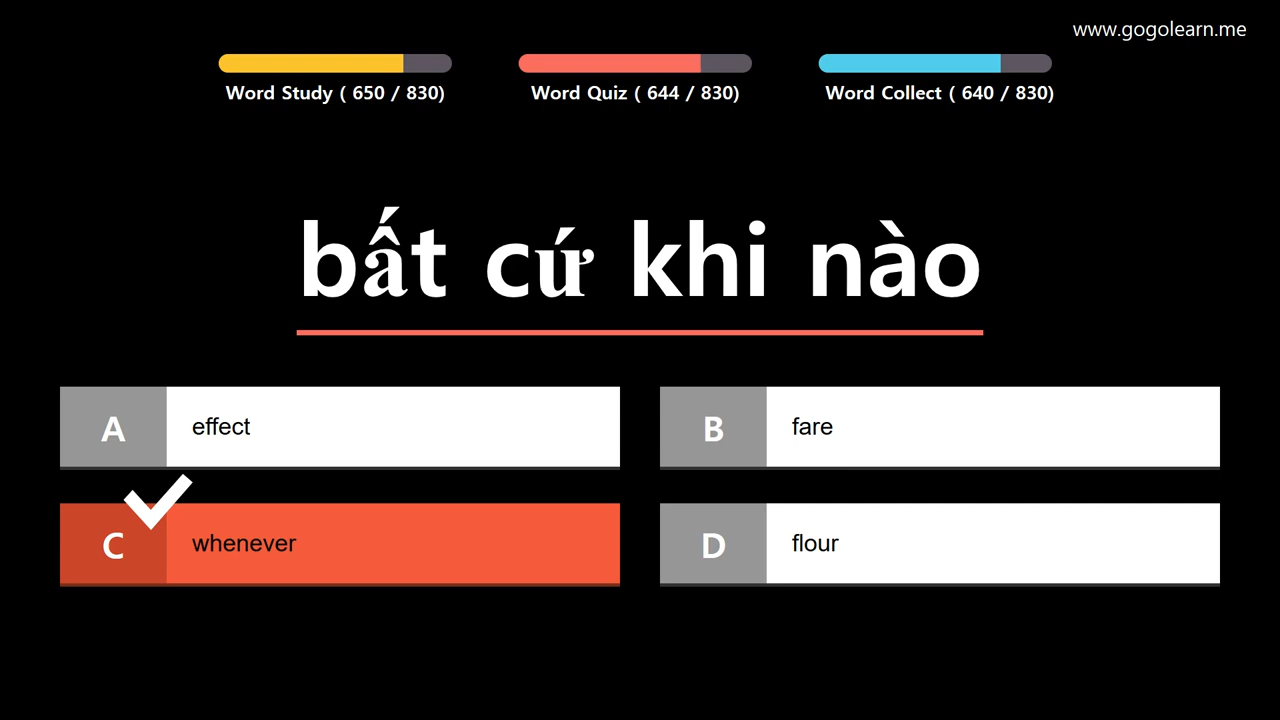 www.gogolearn.me
Word Study ( 650 / 830)
Word Quiz ( 644 / 830)
Word Collect ( 640 / 830)
bất cứ khi nào
A effect
B fare
C whenever
D flour